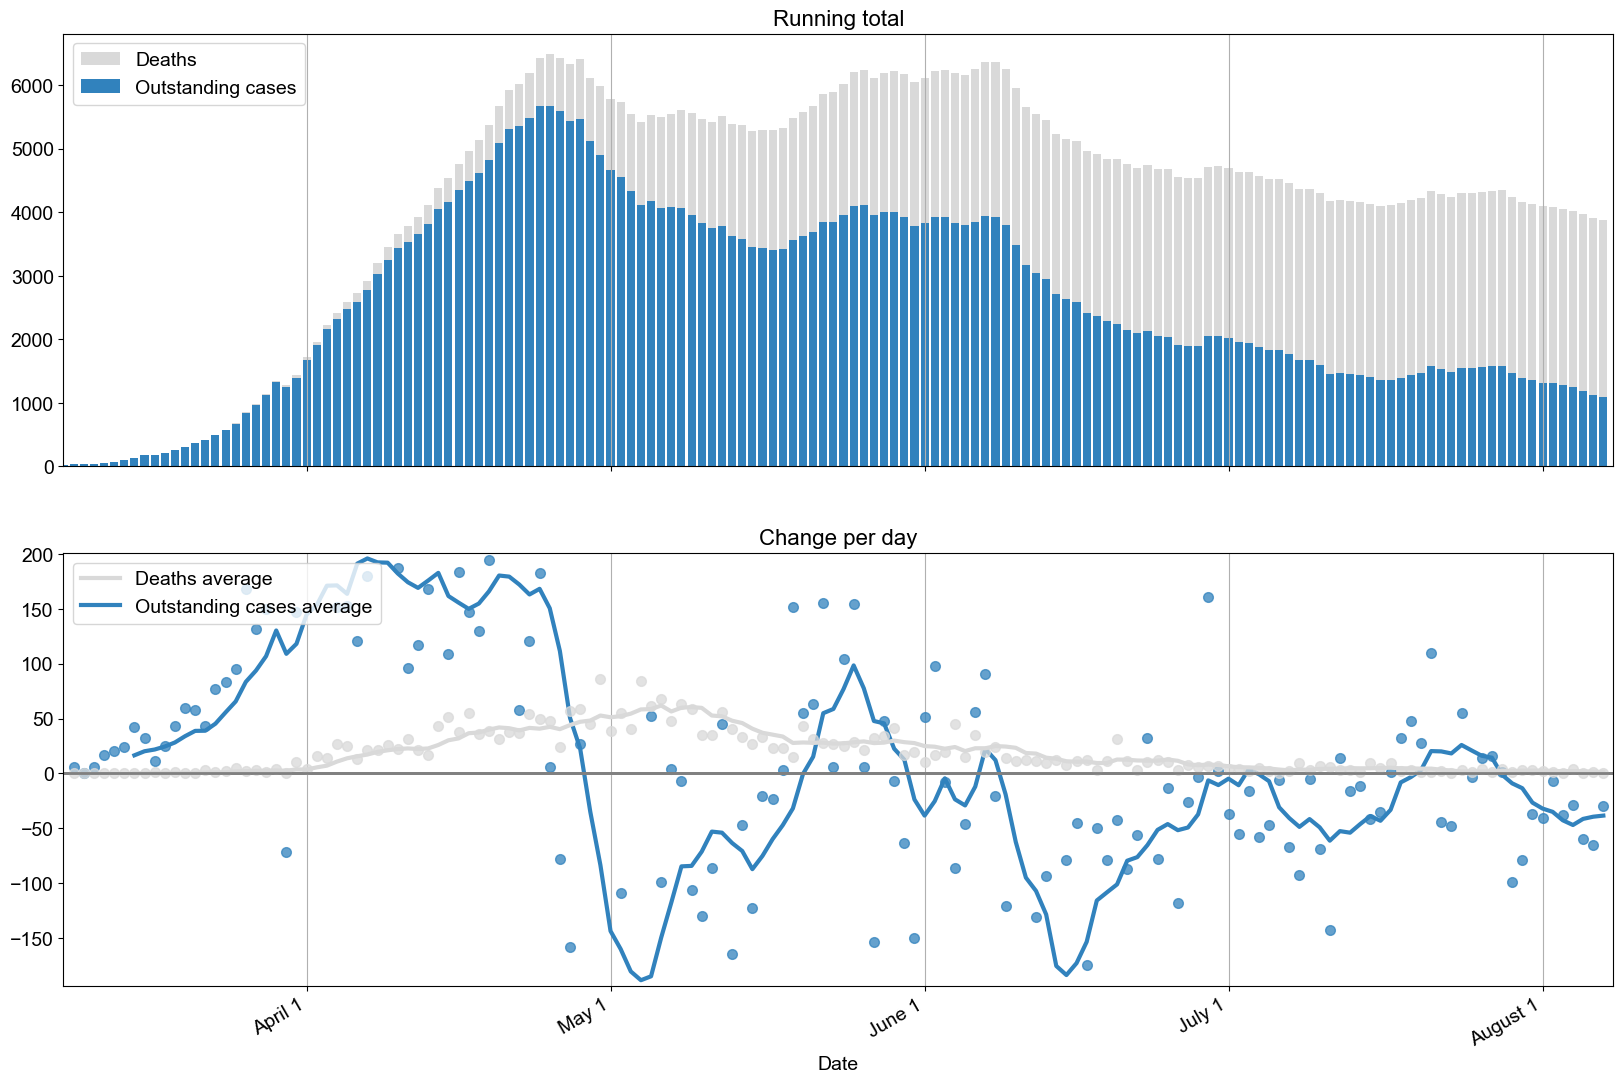 Running total
Deaths
Outstanding cases
6000
5000
4000
3000
2000
1000
0
Change per day
Deaths average
Outstanding cases average
200
150
100
50
0
−50
−100
−150
April 1
May 1
June 1
July 1
August 1
Date